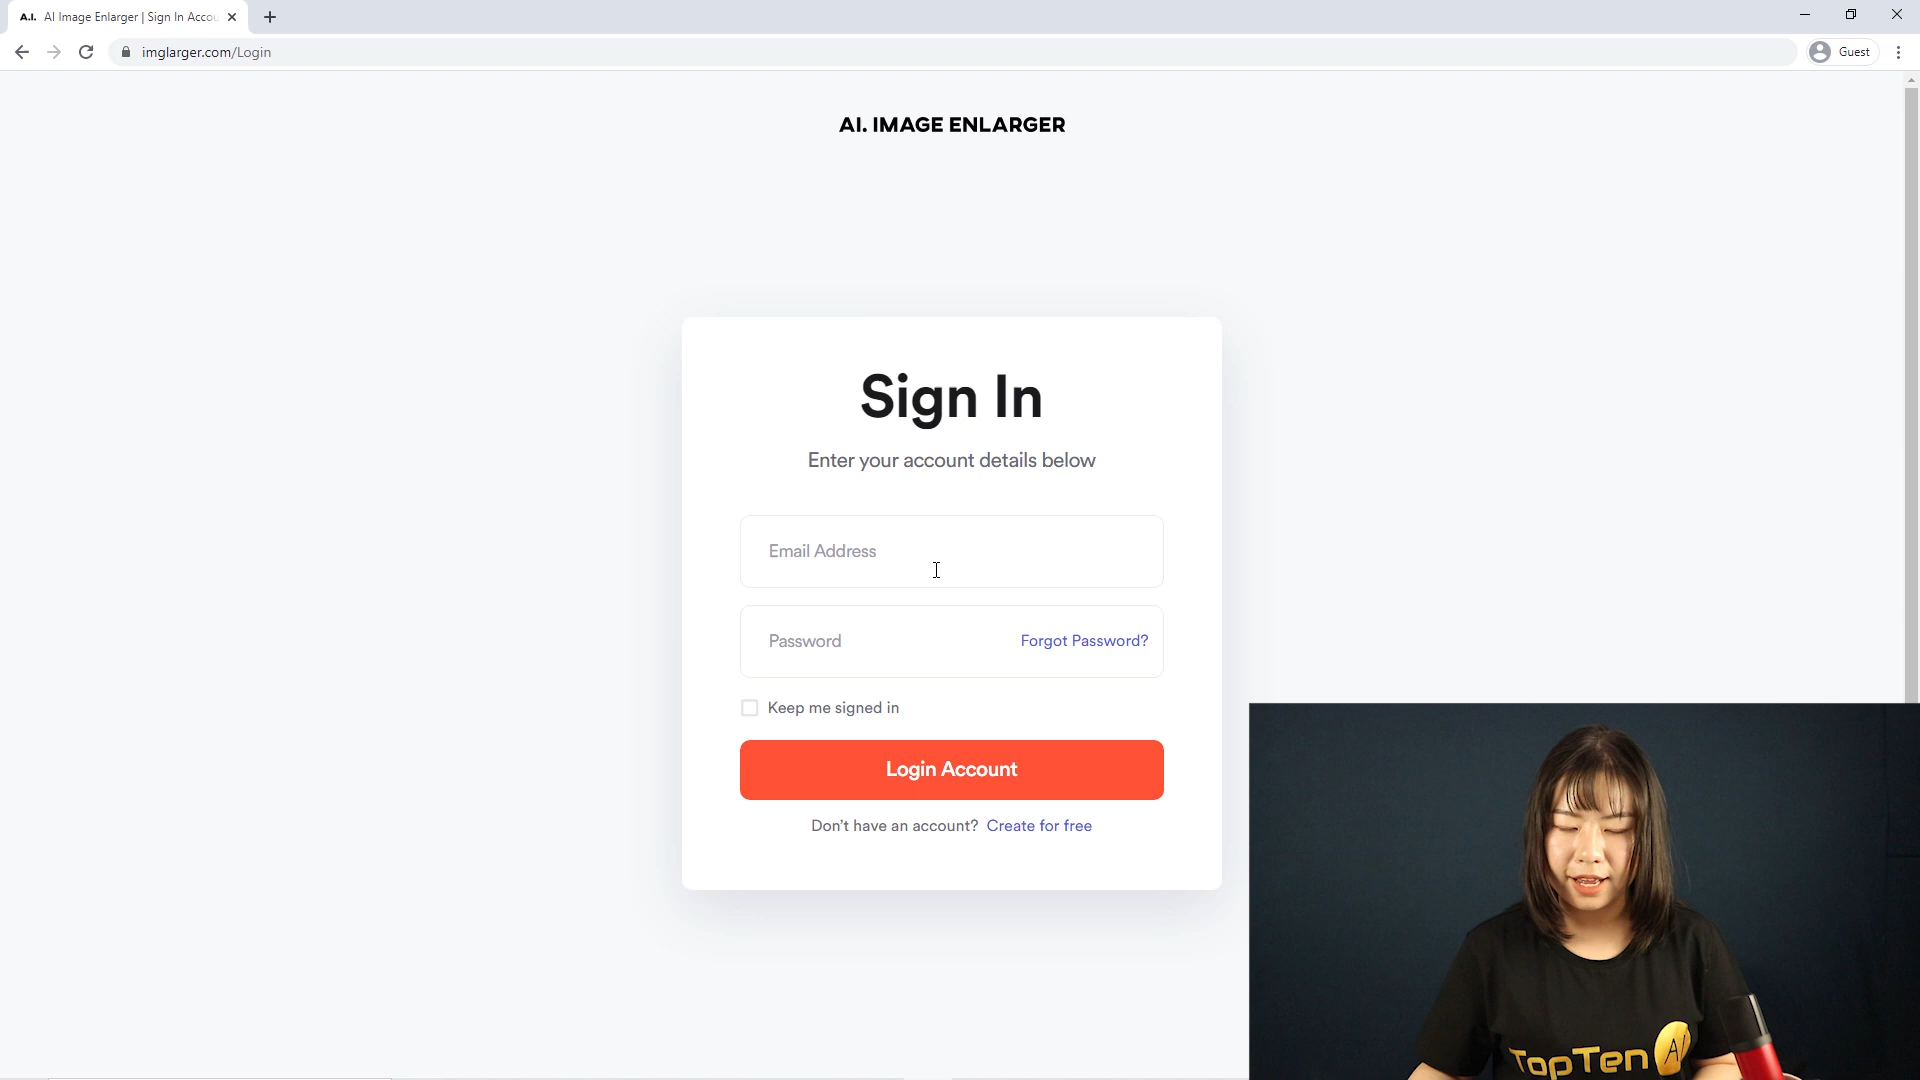 A.I. AI Image Enlarger | Sign In Accou
imglarger.com/Login
Guest
AI. IMAGE ENLARGER
Sign In
Enter your account details below
Email Address
Password
Forgot Password?
Keep me signed in
Login Account
Don't have an account? Create for free
TopTen AI